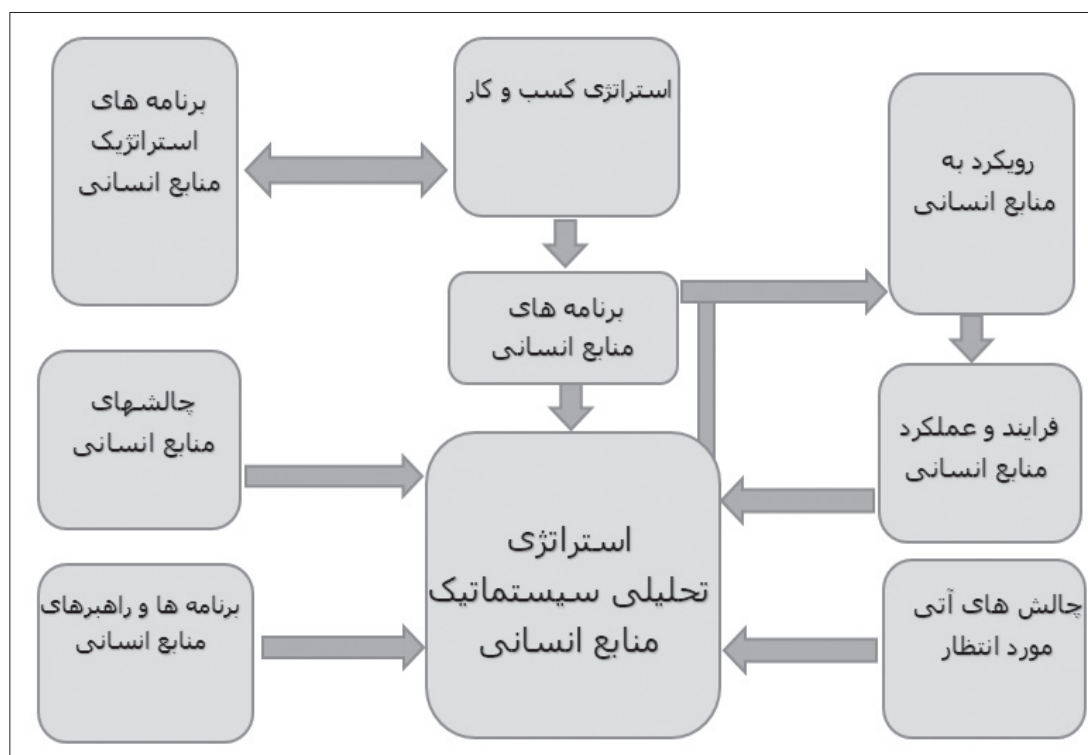 برنامه های
استراتژیک
منابع انسانی
استراتژی کسب و کار
رویکرد به
منابع انسانی
برنامه های
منابع انسانی
چالشهای
منابع انسانی
فرایند و عملکرد
منابع انسانی
استراتژی
تحلیلی سیستماتیک
منابع انسانی
برنامه ها و راهبرهای
منابع انسانی
چالش های آتی
مورد انتظار